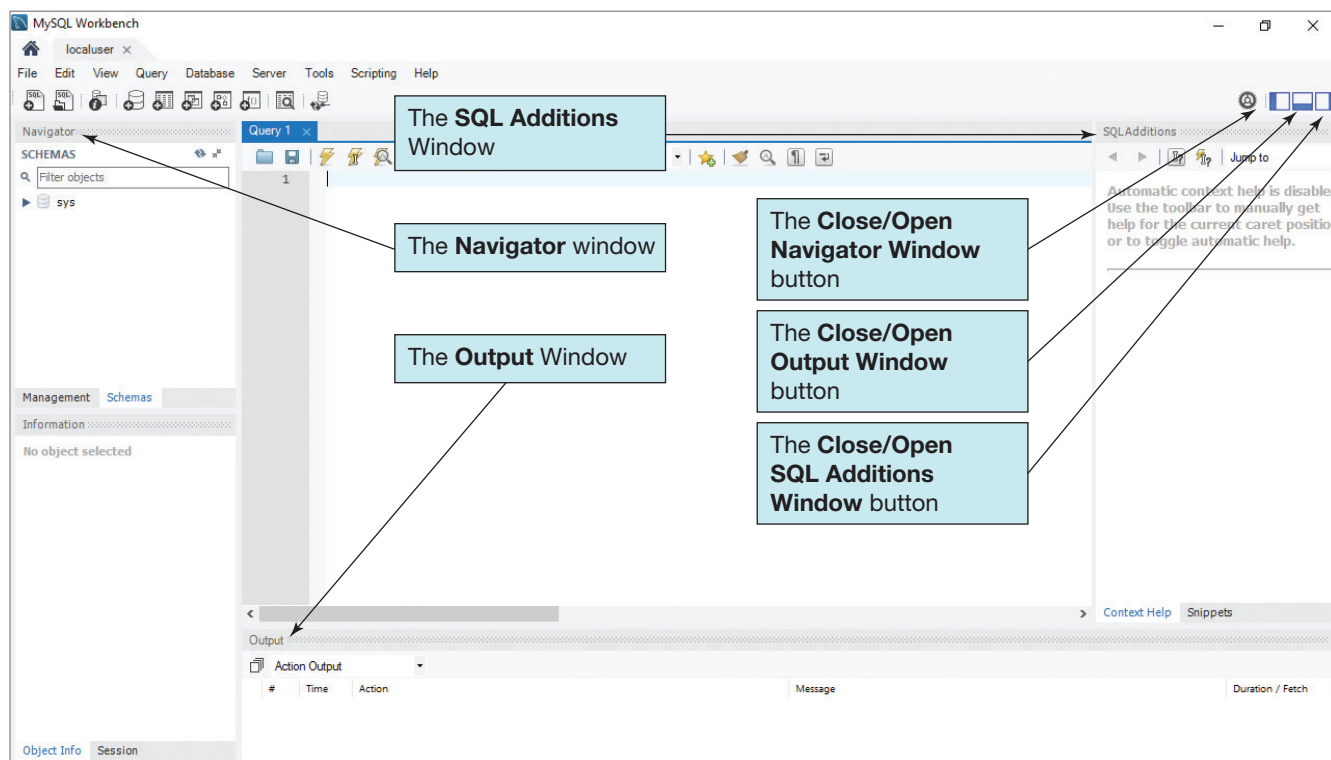 MySQL Workbench
localuser
File Edit View Query Database Server Tools Scripting Help
SQL SQL
Navigator
Query 1
The SQL Additions
Window
SQLAdditions
SCHEMAS
Jump to
Filter objects
1
sys
Automatic context help is disable
Use the toolbar to manually get
help for the current caret positio
or to toggle automatic help.
The Navigator window
The Close/Open
Navigator Window
button
The Output Window
The Close/Open
Output Window
button
Management Schemas
Information
No object selected
The Close/Open
SQL Additions
Window button
Context Help Snippets
Output
Action Output
# Time Action Message Duration / Fetch
Object Info Session